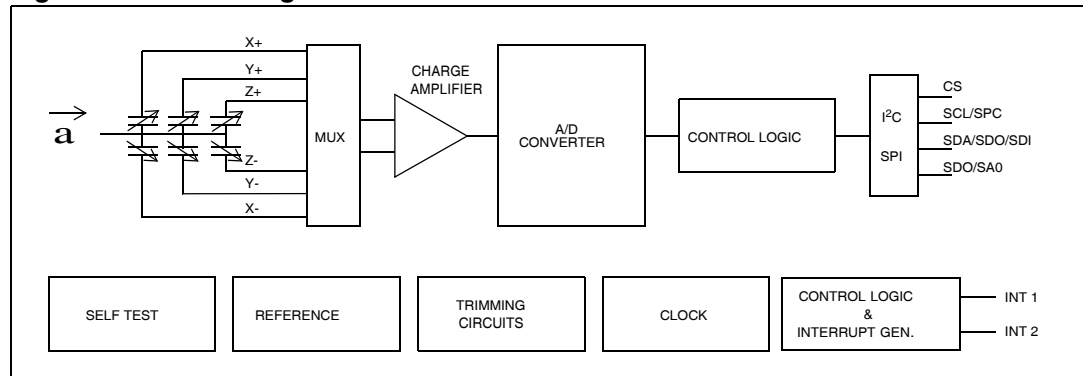 X+
Y+
Z+
CHARGE
AMPLIFIER
a
MUX
A/D
CONVERTER
CONTROL LOGIC
I²C
SPI
CS
SCL/SPC
SDA/SDO/SDI
SDO/SA0
Z-
Y-
X-
SELF TEST
REFERENCE
TRIMMING
CIRCUITS
CLOCK
CONTROL LOGIC
&
INTERRUPT GEN.
INT 1
INT 2